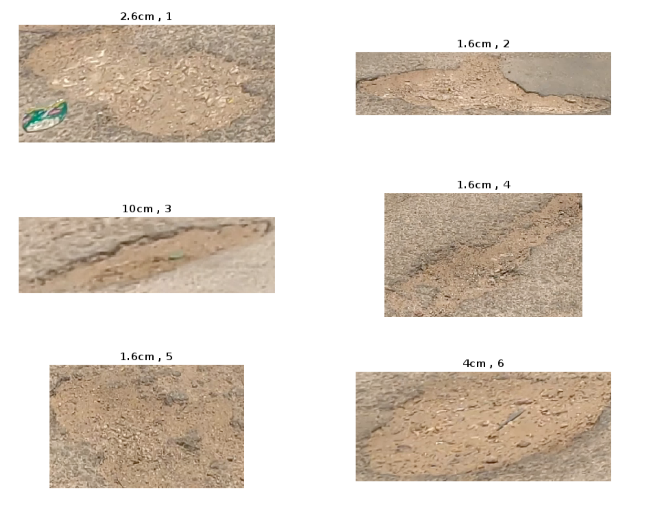 2.6cm , 1
1.6cm , 2
10cm , 3
1.6cm , 4
1.6cm , 5
4cm , 6